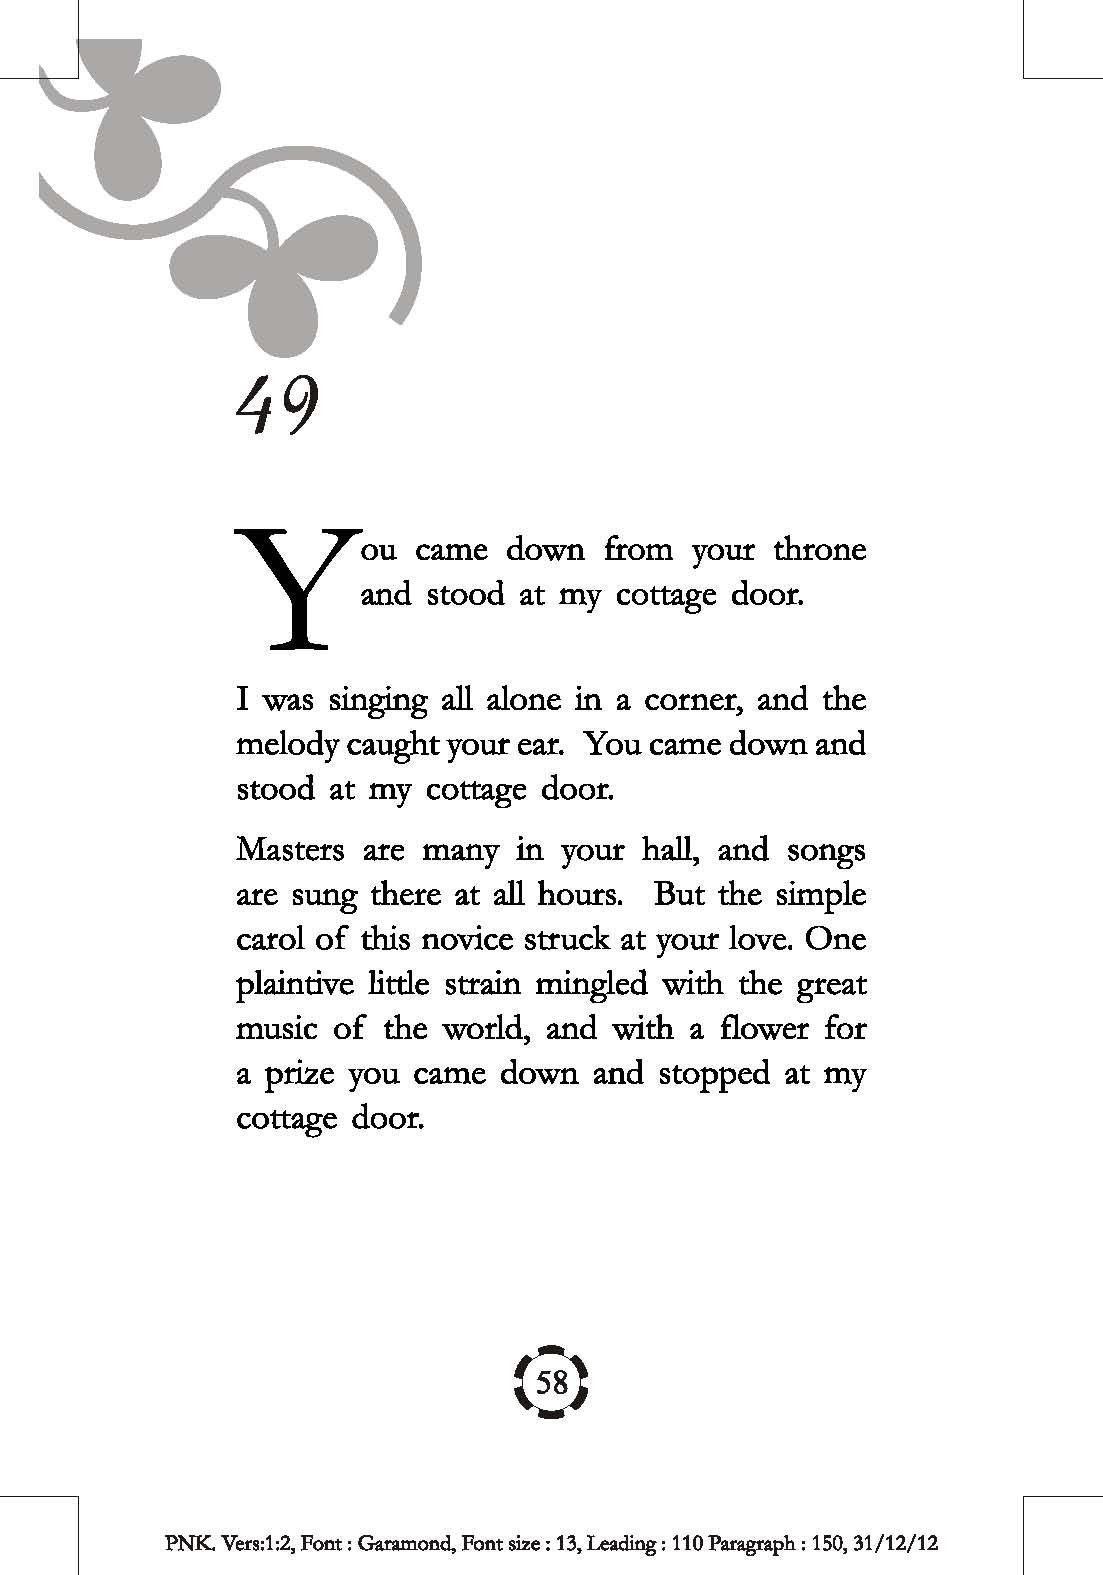 49
You came down from your throne
and stood at my cottage door.
I was singing all alone in a corner, and the
melody caught your ear. You came down and
stood at my cottage door.
Masters are many in your hall, and songs
are sung there at all hours. But the simple
carol of this novice struck at your love. One
plaintive little strain mingled with the great
music of the world, and with a flower for
a prize you came down and stopped at my
cottage door.
58
PNK. Vers:1:2, Font : Garamond, Font size : 13, Leading : 110 Paragraph : 150, 31/12/12